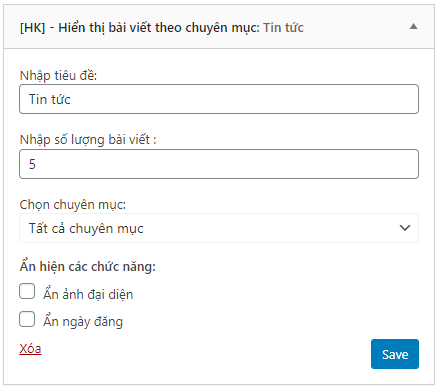 [HK] - Hiển thị bài viết theo chuyên mục: Tin tức
Nhập tiêu đề:
Tin tức
Nhập số lượng bài viết :
5
Chọn chuyên mục:
Tất cả chuyên mục
Ẩn hiện các chức năng:
Ẩn ảnh đại diện
Ẩn ngày đăng
Xóa
Save